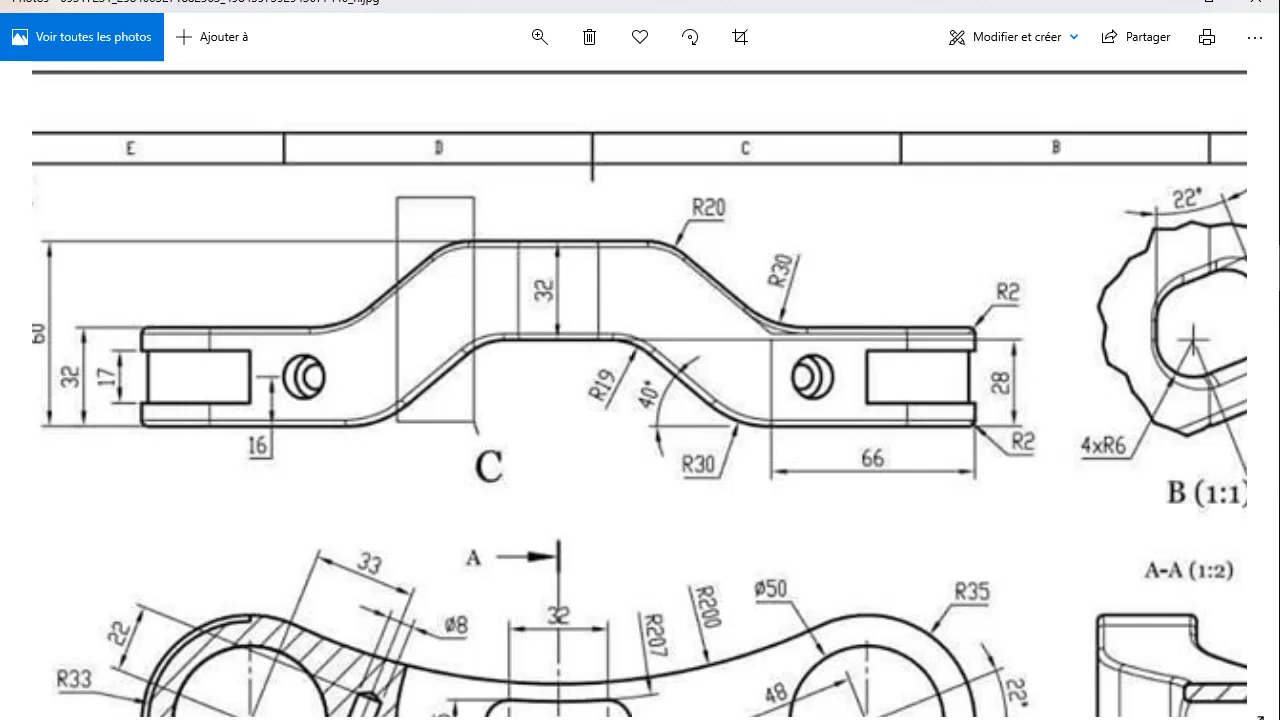 Voir toutes les photos
Ajouter à
Modifier et créer
Partager
E
D
C
B
22°
R20
R30
R2
60
32
32
17
R19
40°
28
16
R30
66
R2
C
4xR6
B (1:1)
A
A-A (1:2)
33
22
Ø8
32
R207
R200
Ø50
R35
R33
48
22°